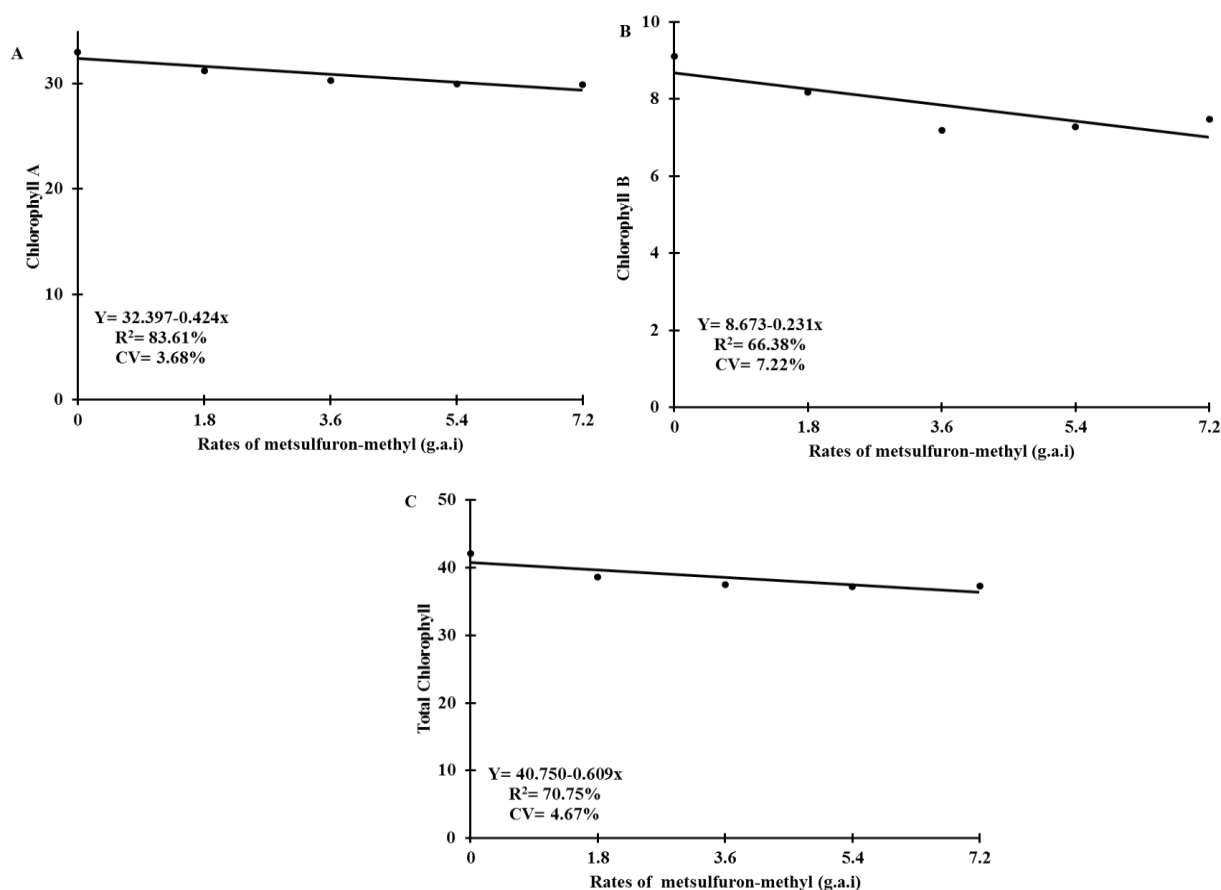 A
30
20
10
0
Chlorophyll A
Y= 32.397-0.424x
R²= 83.61%
CV= 3.68%
0 1.8 3.6 5.4 7.2
Rates of metsulfuron-methyl (g.a.i)
B
10
8
6
4
2
0
Chlorophyll B
Y= 8.673-0.231x
R²= 66.38%
CV= 7.22%
0 1.8 3.6 5.4 7.2
Rates of metsulfuron-methyl (g.a.i)
C
50
40
30
20
10
0
Total Chlorophyll
Y= 40.750-0.609x
R²= 70.75%
CV= 4.67%
0 1.8 3.6 5.4 7.2
Rates of metsulfuron-methyl (g.a.i)